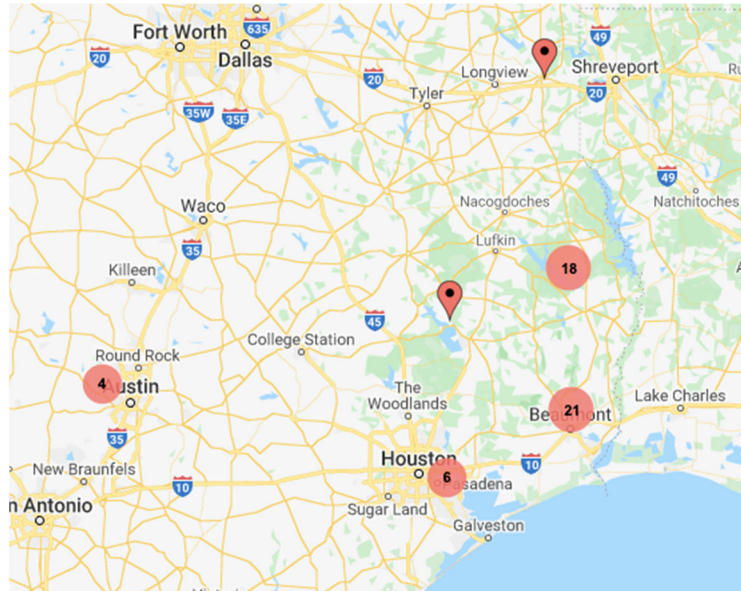 635
Fort Worth
Dallas
49
20
20
Longview
Shreveport
Tyler
20
35W
35E
49
Natchitoches
Waco
Nacogdoches
35
Lufkin
Killeen
18
45
College Station
Round Rock
4
Austin
The
Woodlands
Lake Charles
21
Beaumont
35
New Braunfels
Houston
10
10
6
Pasadena
n Antonio
Sugar Land
Galveston